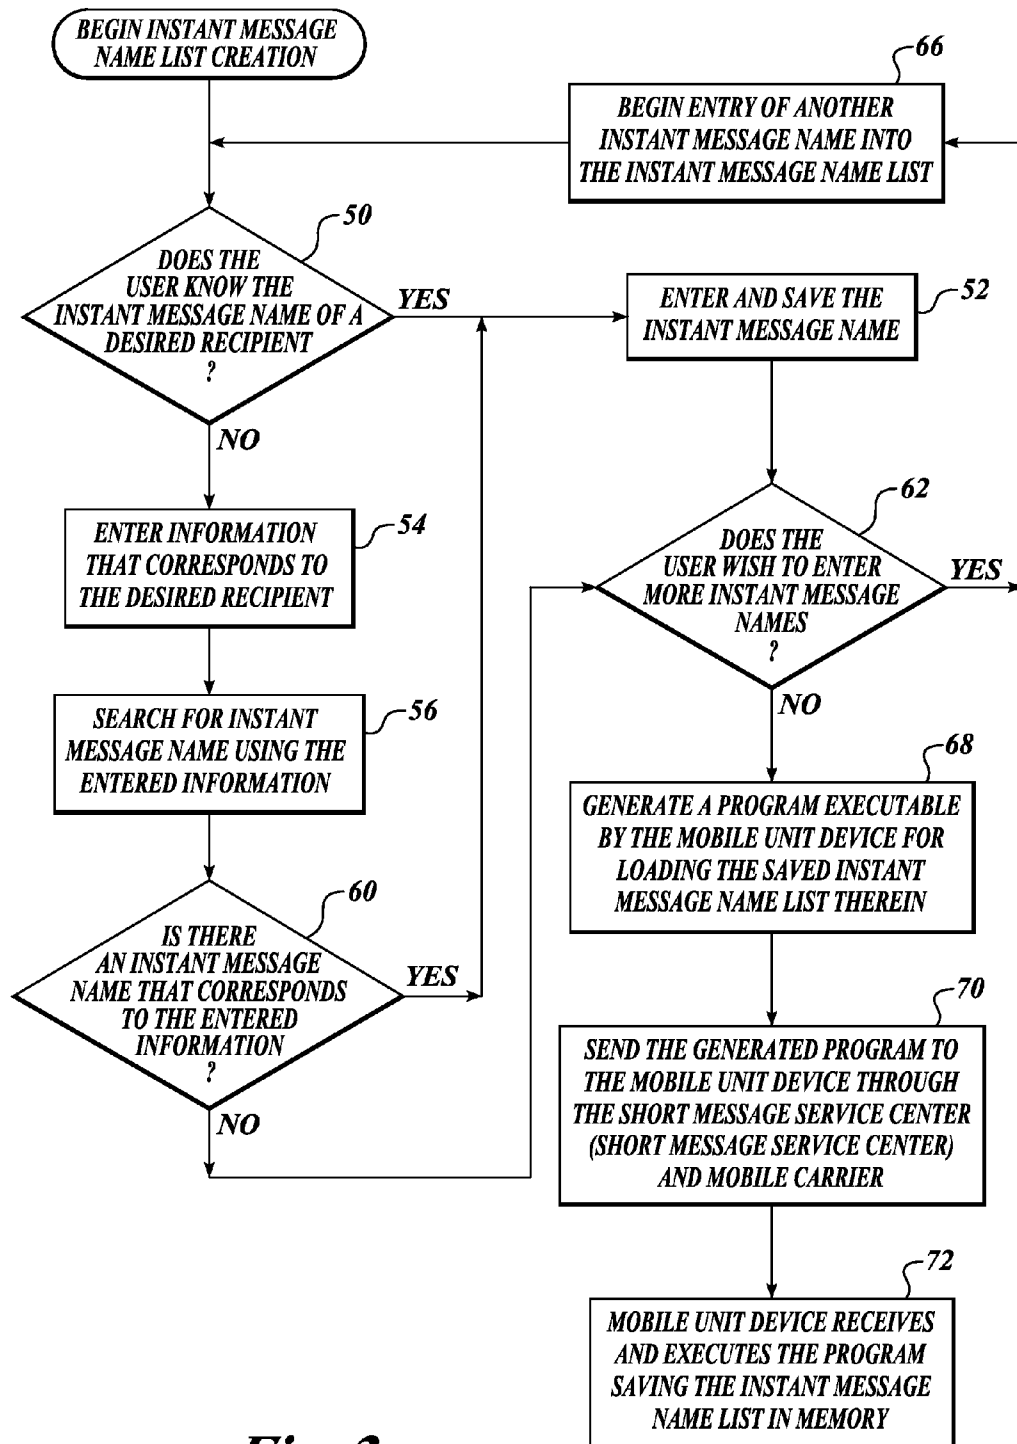 BEGIN INSTANT MESSAGE
NAME LIST CREATION
66
BEGIN ENTRY OF ANOTHER
INSTANT MESSAGE NAME INTO
THE INSTANT MESSAGE NAME LIST
50
DOES THE
USER KNOW THE
INSTANT MESSAGE NAME OF A
DESIRED RECIPIENT
?
YES
NO
52
ENTER AND SAVE THE
INSTANT MESSAGE NAME
54
ENTER INFORMATION
THAT CORRESPONDS TO
THE DESIRED RECIPIENT
62
DOES THE
USER WISH TO ENTER
MORE INSTANT MESSAGE
NAMES
?
YES
NO
56
SEARCH FOR INSTANT
MESSAGE NAME USING THE
ENTERED INFORMATION
68
GENERATE A PROGRAM EXECUTABLE
BY THE MOBILE UNIT DEVICE FOR
LOADING THE SAVED INSTANT
MESSAGE NAME LIST THEREIN
60
IS THERE
AN INSTANT MESSAGE
NAME THAT CORRESPONDS
TO THE ENTERED
INFORMATION
?
YES
NO
70
SEND THE GENERATED PROGRAM TO
THE MOBILE UNIT DEVICE THROUGH
THE SHORT MESSAGE SERVICE CENTER
(SHORT MESSAGE SERVICE CENTER)
AND MOBILE CARRIER
72
MOBILE UNIT DEVICE RECEIVES
AND EXECUTES THE PROGRAM
SAVING THE INSTANT MESSAGE
NAME LIST IN MEMORY